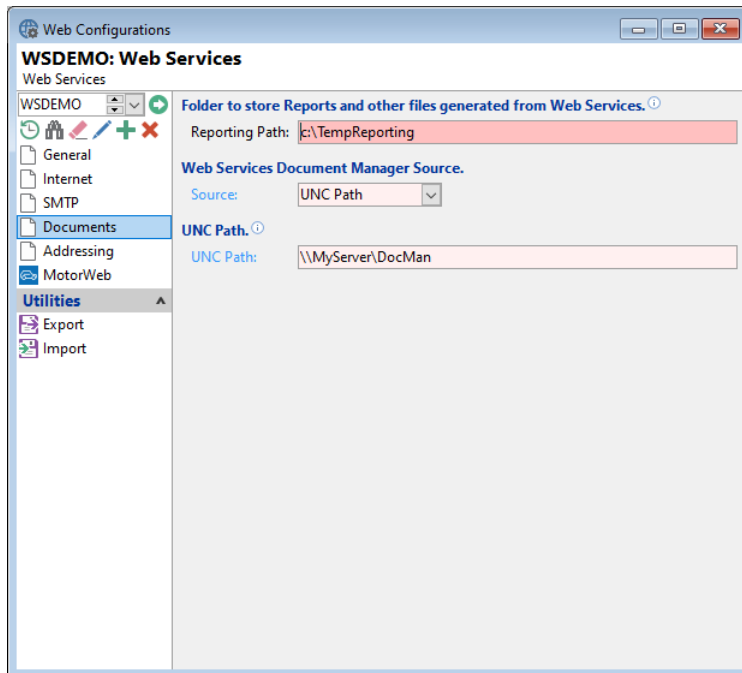 Web Configurations
WSDEMO: Web Services
Web Services
WSDEMO
General
Internet
SMTP
Documents
Addressing
MotorWeb
Utilities
Export
Import
Folder to store Reports and other files generated from Web Services.
Reporting Path: c:\TempReporting
Web Services Document Manager Source.
Source: UNC Path
UNC Path.
UNC Path: \\MyServer\DocMan